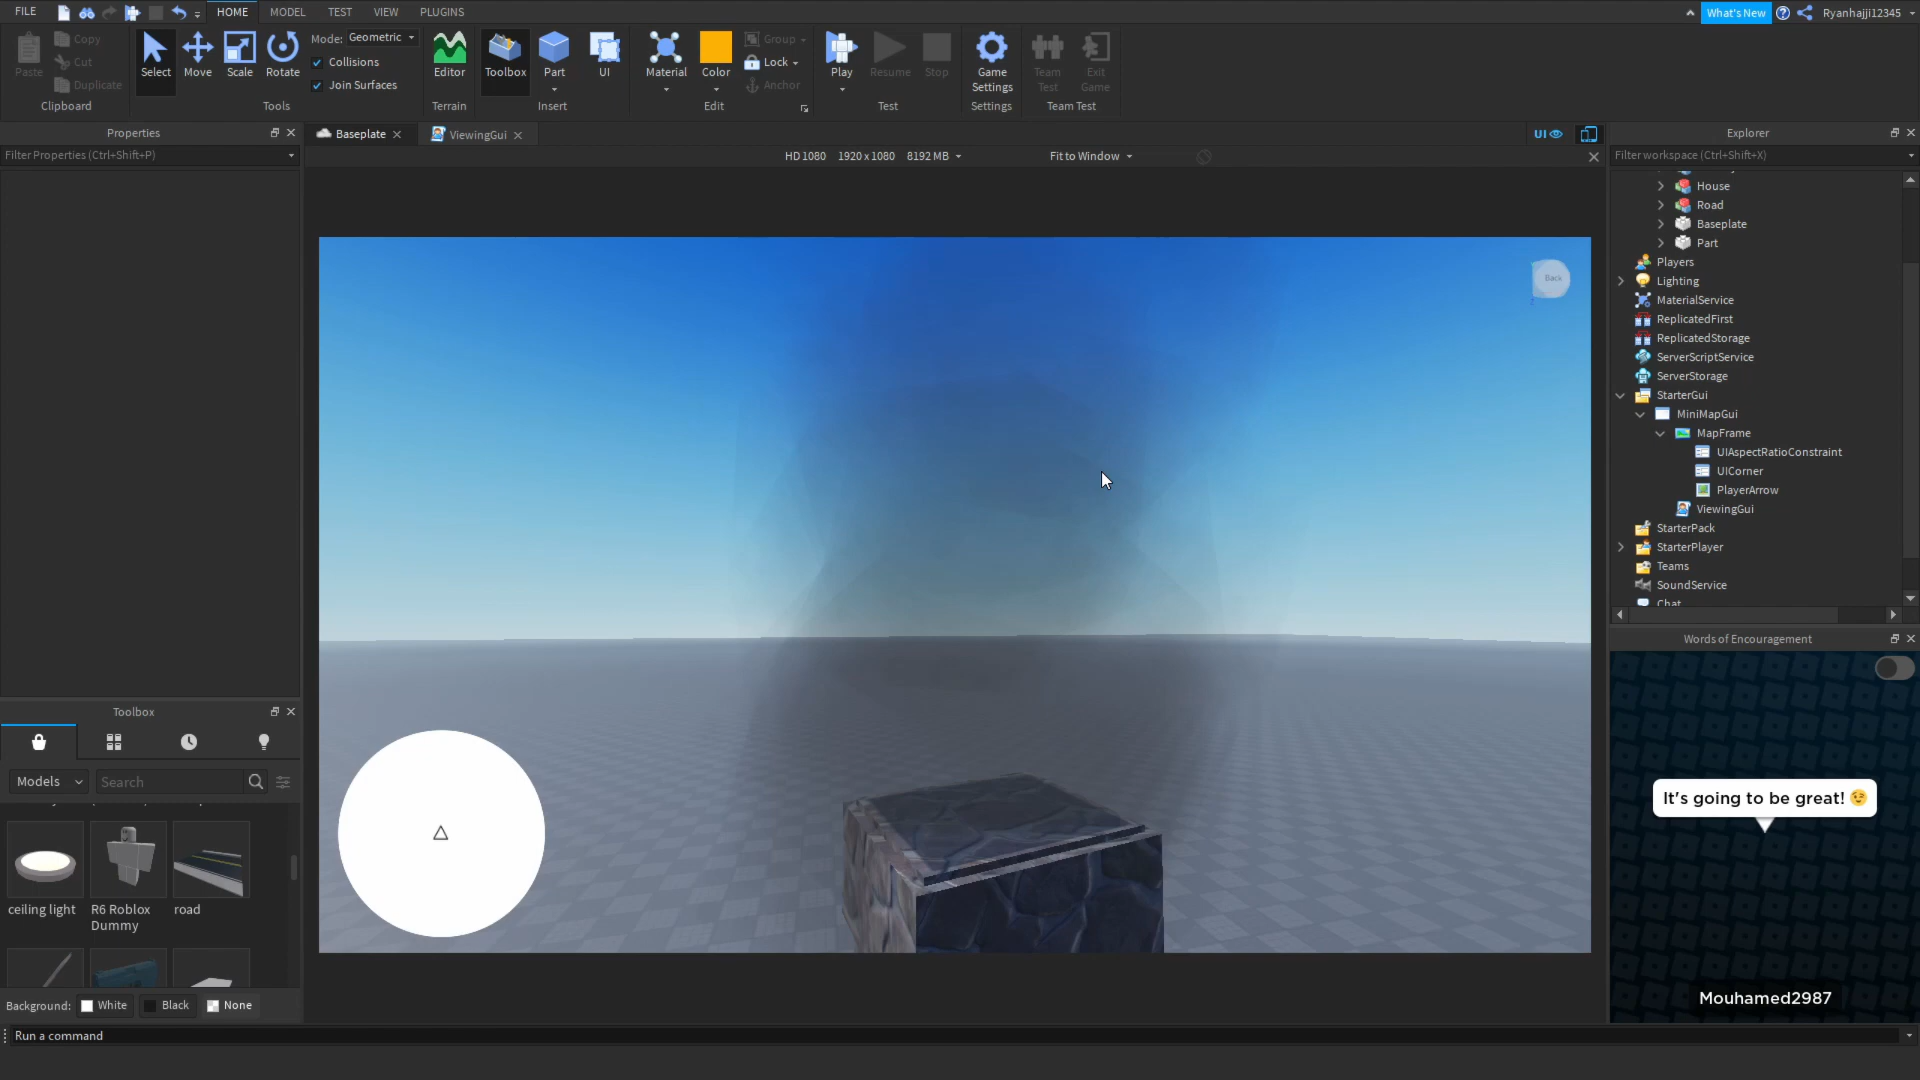 FILE
HOME
MODEL
TEST
VIEW
PLUGINS
What's New
Ryanhajji12345
Paste
Copy
Cut
Duplicate
Clipboard
Select
Move
Scale
Rotate
Mode: Geometric
Collisions
Join Surfaces
Tools
Editor
Terrain
Toolbox
Part
UI
Insert
Material
Color
Group
Lock
Anchor
Edit
Play
Resume
Stop
Test
Game
Settings
Settings
Team
Test
Exit
Game
Team Test
Properties
Filter Properties (Ctrl+Shift+P)
Baseplate
ViewingGui
UI
HD 1080 1920 x 1080 8192 MB
Fit to Window
Back
Explorer
Filter workspace (Ctrl+Shift+X)
House
Road
Baseplate
Part
Players
Lighting
MaterialService
ReplicatedFirst
ReplicatedStorage
ServerScriptService
ServerStorage
StarterGui
MiniMapGui
MapFrame
UIAspectRatioConstraint
UICorner
PlayerArrow
ViewingGui
StarterPack
StarterPlayer
Teams
SoundService
Chat
Words of Encouragement
It's going to be great! 😉
Mouhamed2987
Toolbox
Models
Search
ceiling light
R6 Roblox
Dummy
road
Background:
White
Black
None
Run a command